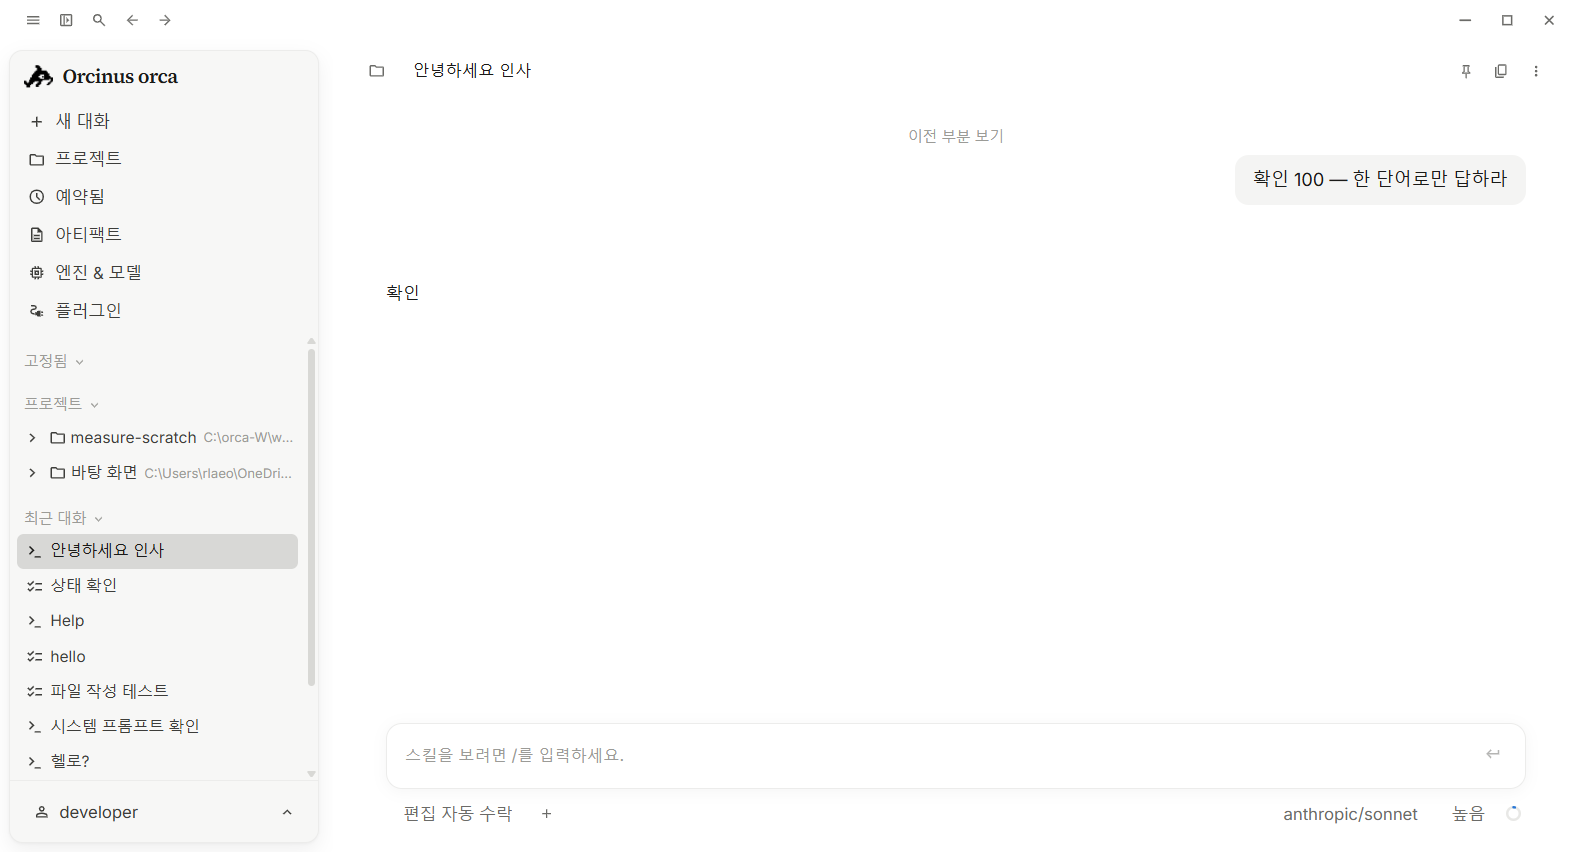 Orcinus orca
새 대화
프로젝트
예약됨
아티팩트
엔진 & 모델
플러그인
고정됨
프로젝트
measure-scratch C:\orca-W\w...
바탕 화면 C:\Users\rlaeo\OneDri...
최근 대화
안녕하세요 인사
상태 확인
Help
hello
파일 작성 테스트
시스템 프롬프트 확인
헬로?
developer
안녕하세요 인사
이전 부분 보기
확인 100 — 한 단어로만 답하라
확인
스킬을 보려면 /를 입력하세요.
편집 자동 수락
anthropic/sonnet 높음